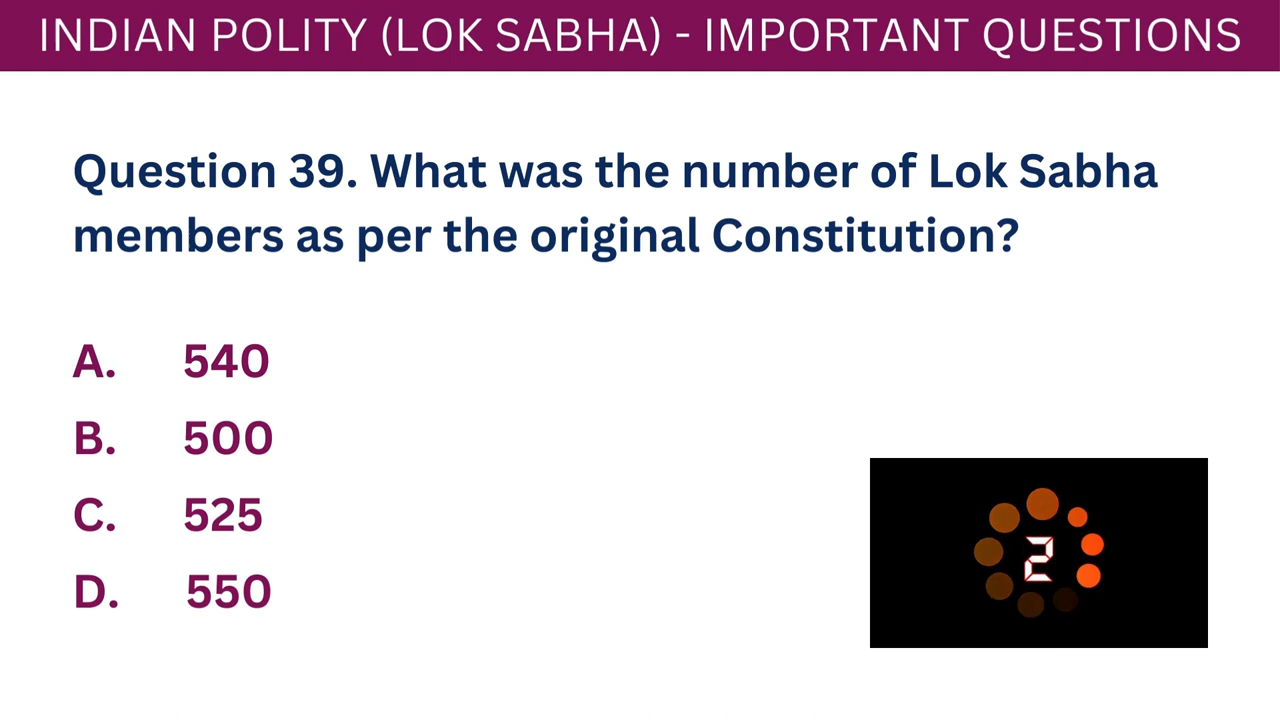 INDIAN POLITY (LOK SABHA) - IMPORTANT QUESTIONS
Question 39. What was the number of Lok Sabha
members as per the original Constitution?
A. 540
B. 500
C. 525
D. 550
2